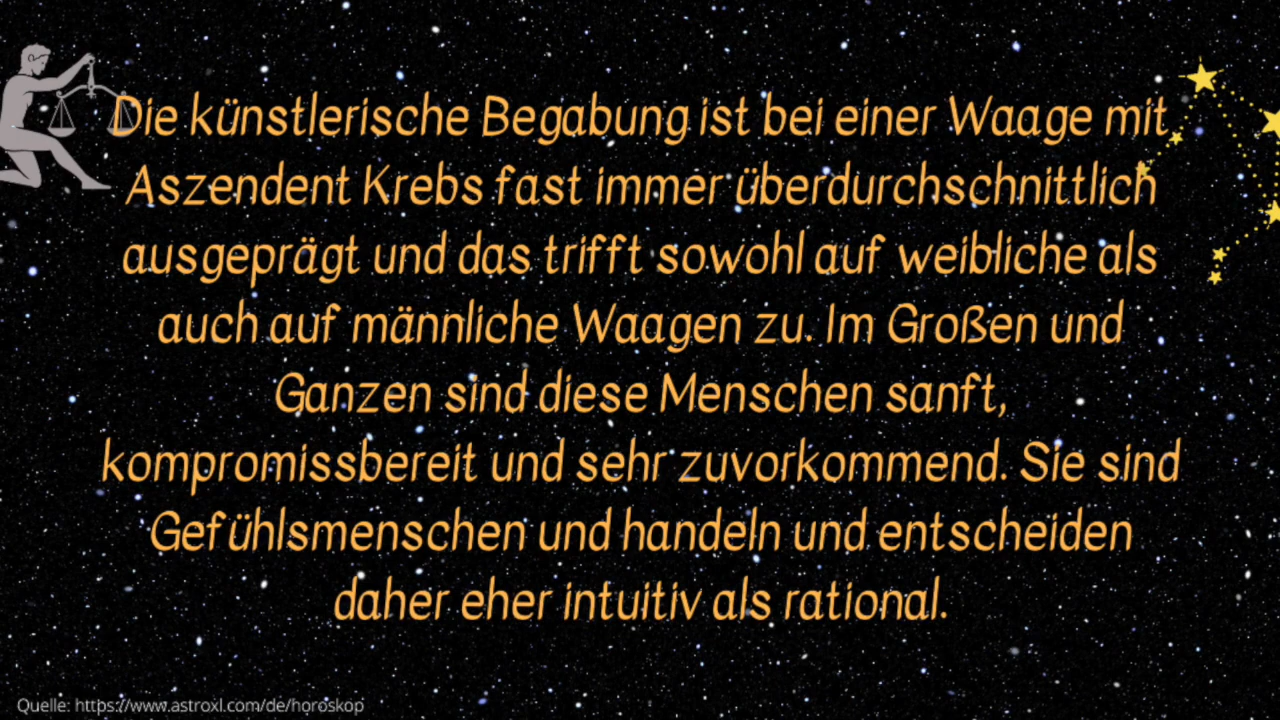 Die künstlerische Begabung ist bei einer Waage mit
Aszendent Krebs fast immer überdurchschnittlich
ausgeprägt und das trifft sowohl auf weibliche als
auch auf männliche Waagen zu. Im Großen und
Ganzen sind diese Menschen sanft,
kompromissbereit und sehr zuvorkommend. Sie sind
Gefühlsmenschen und handeln und entscheiden
daher eher intuitiv als rational.
Quelle: https://www.astroxl.com/de/horoskop